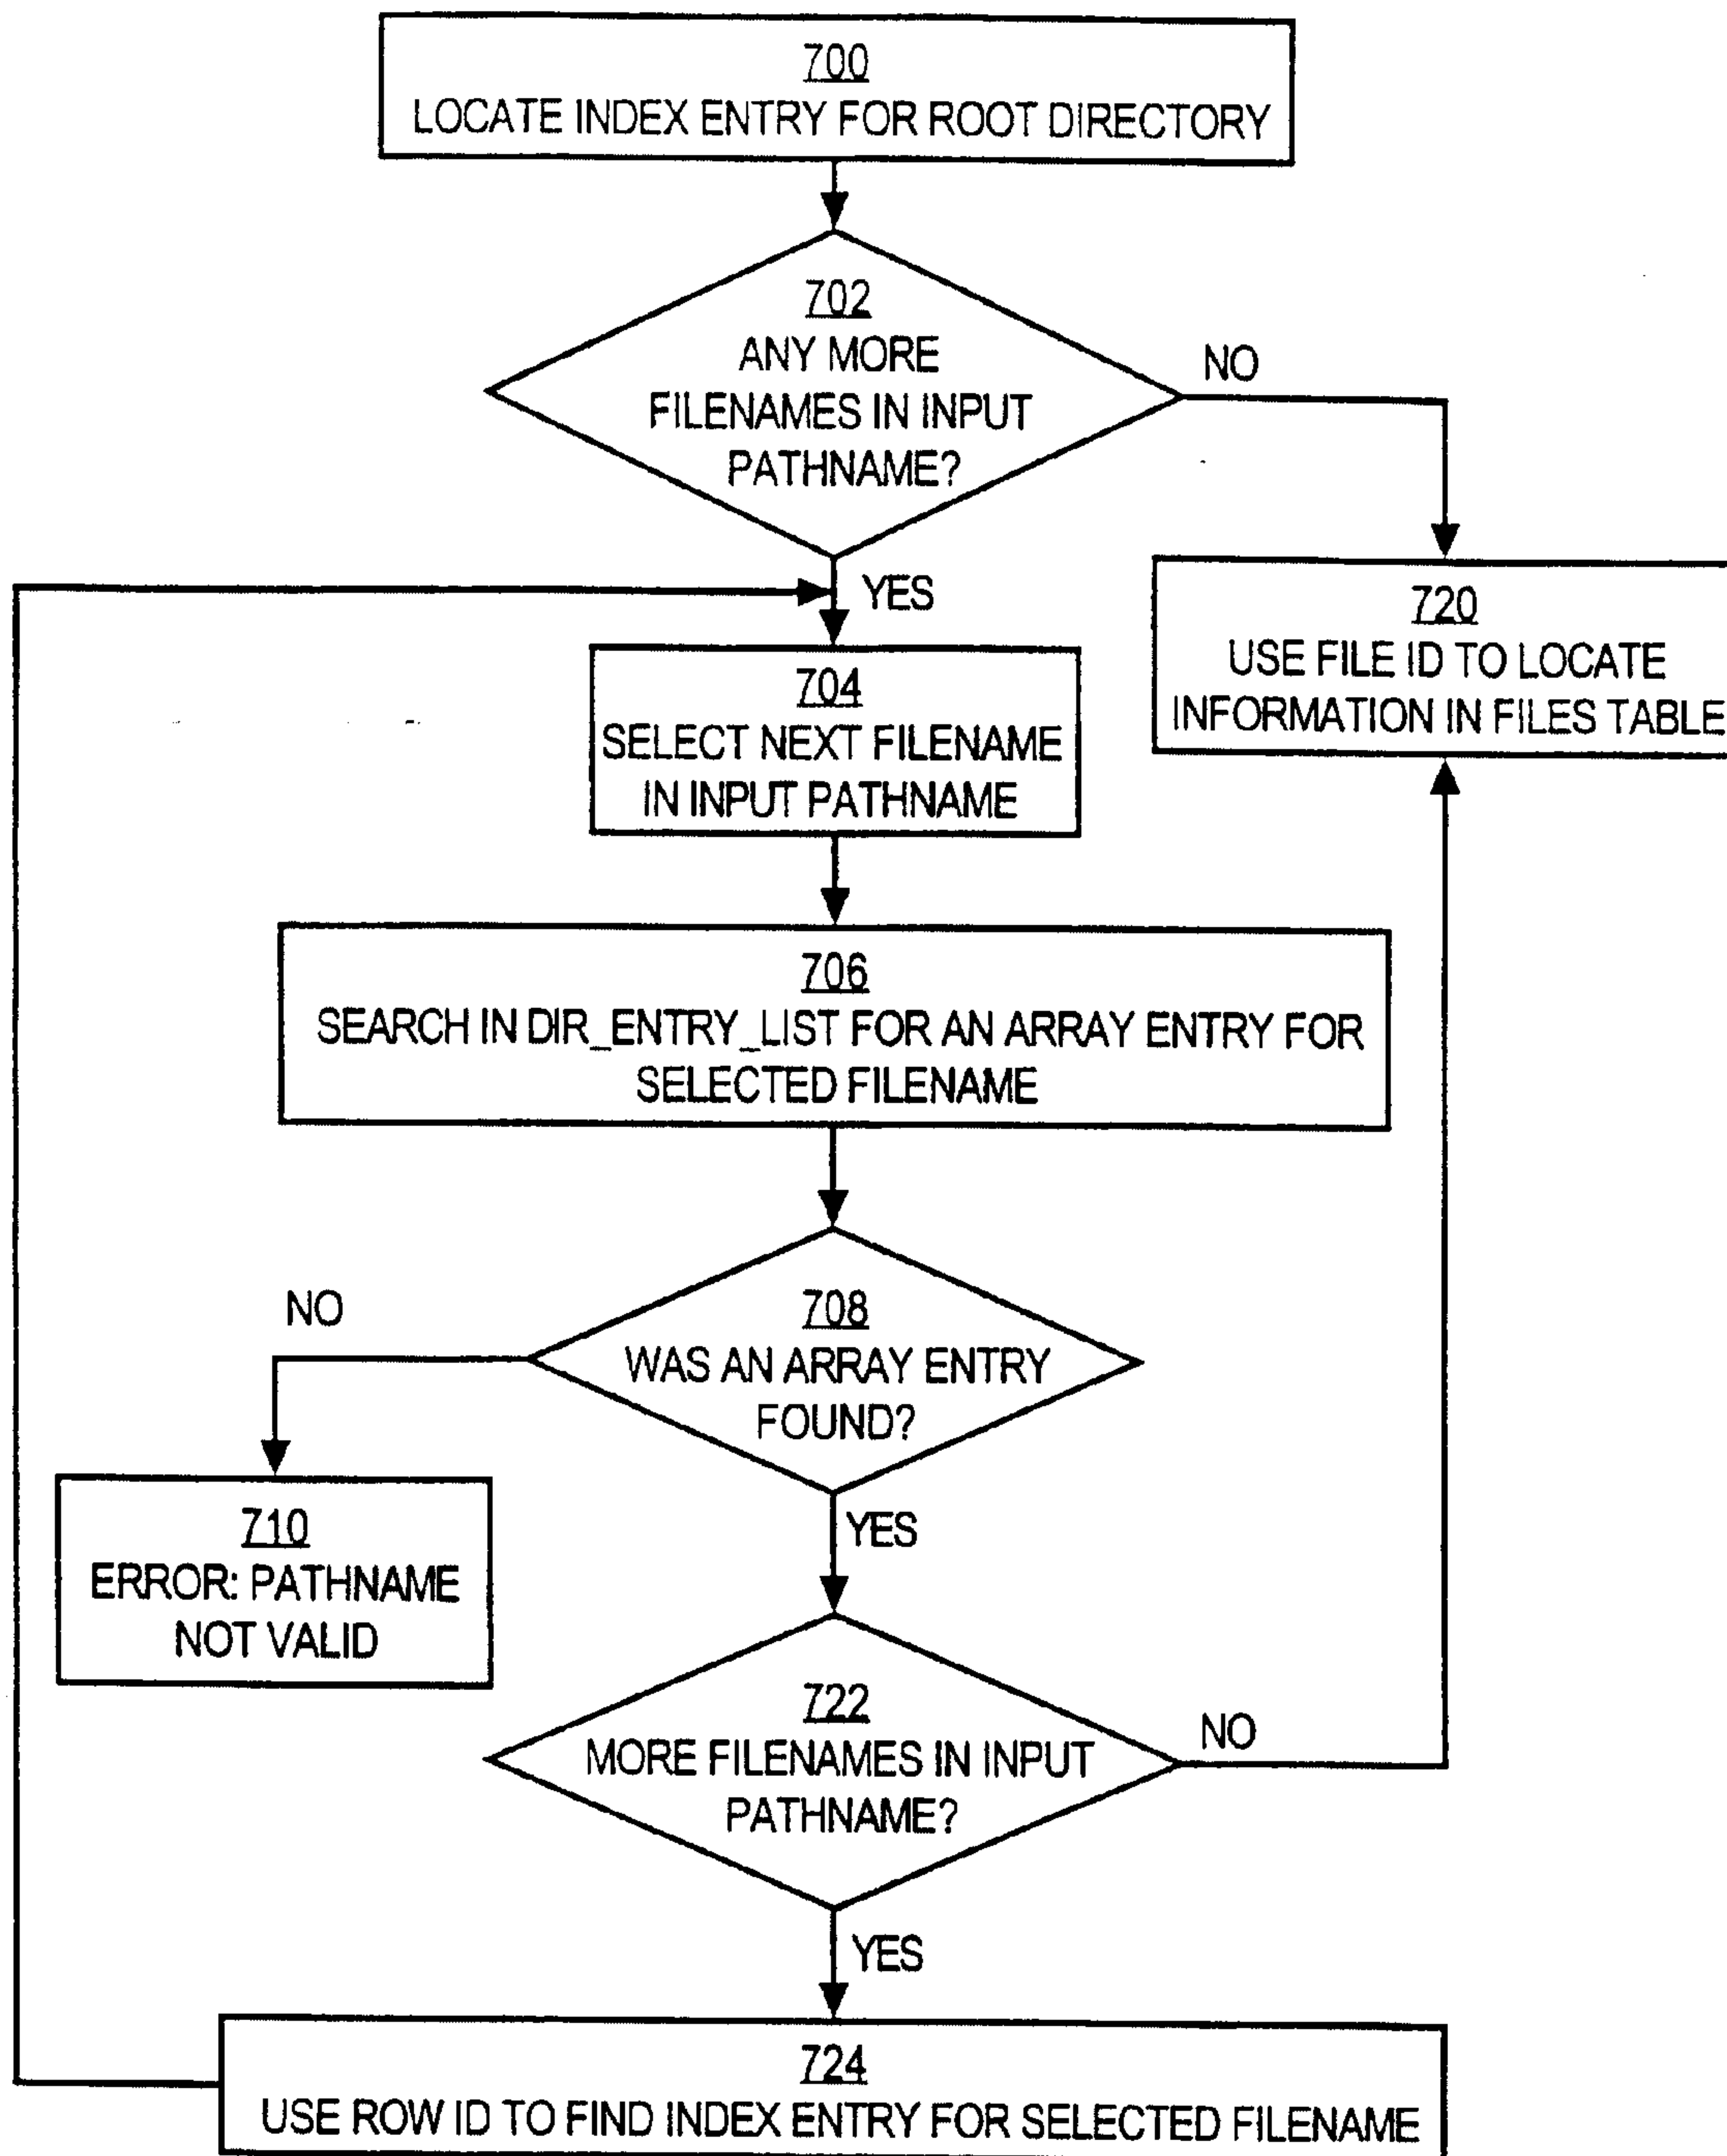 700
LOCATE INDEX ENTRY FOR ROOT DIRECTORY
702
ANY MORE
FILENAMES IN INPUT
PATHNAME?
NO
YES
720
USE FILE ID TO LOCATE
INFORMATION IN FILES TABLE
704
SELECT NEXT FILENAME
IN INPUT PATHNAME
706
SEARCH IN DIR_ENTRY_LIST FOR AN ARRAY ENTRY FOR
SELECTED FILENAME
708
WAS AN ARRAY ENTRY
FOUND?
NO
YES
710
ERROR: PATHNAME
NOT VALID
722
MORE FILENAMES IN INPUT
PATHNAME?
NO
YES
724
USE ROW ID TO FIND INDEX ENTRY FOR SELECTED FILENAME